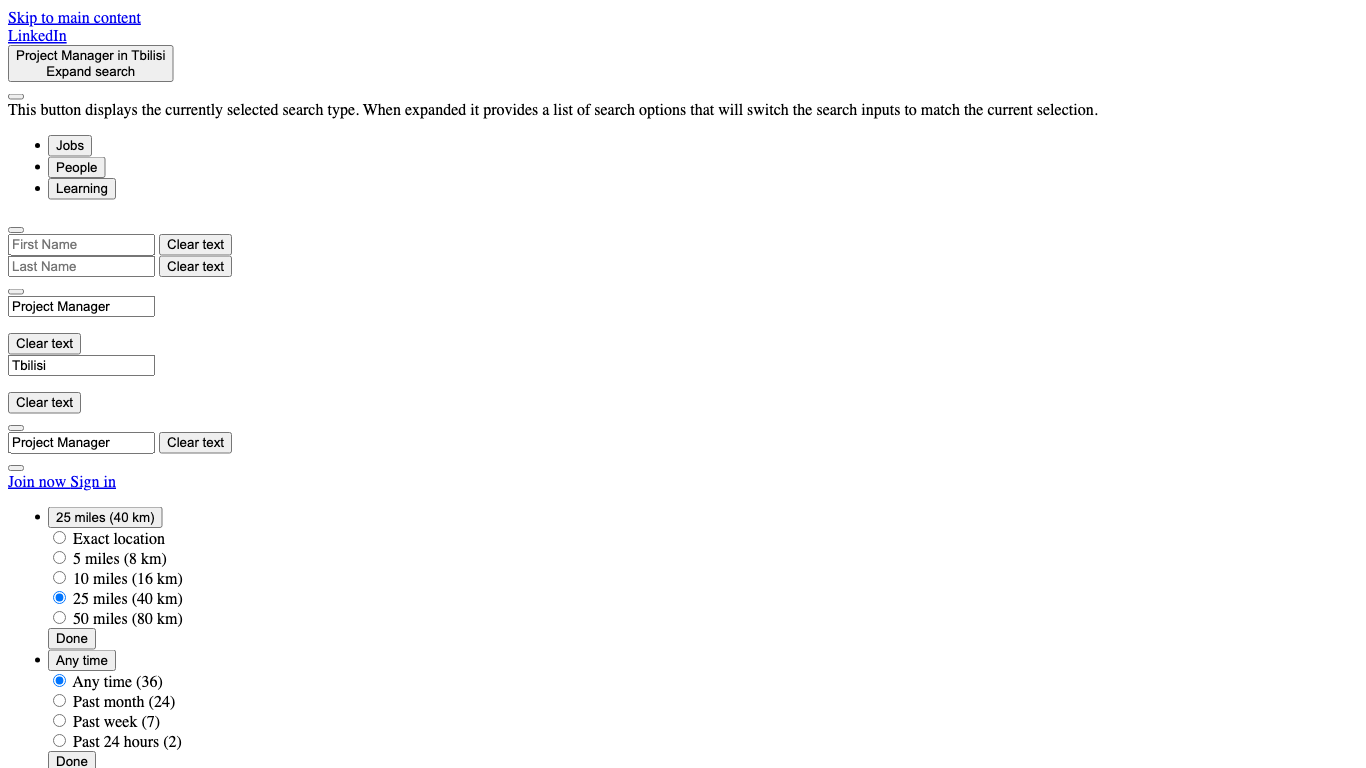 Skip to main content
LinkedIn
Project Manager in Tbilisi
Expand search
This button displays the currently selected search type. When expanded it provides a list of search options that will switch the search inputs to match the current selection.
Jobs
People
Learning
First Name Clear text
Last Name Clear text
Project Manager
Clear text
Tbilisi
Clear text
Project Manager Clear text
Join now Sign in
25 miles (40 km)
Exact location
5 miles (8 km)
10 miles (16 km)
25 miles (40 km)
50 miles (80 km)
Done
Any time
Any time (36)
Past month (24)
Past week (7)
Past 24 hours (2)
Done